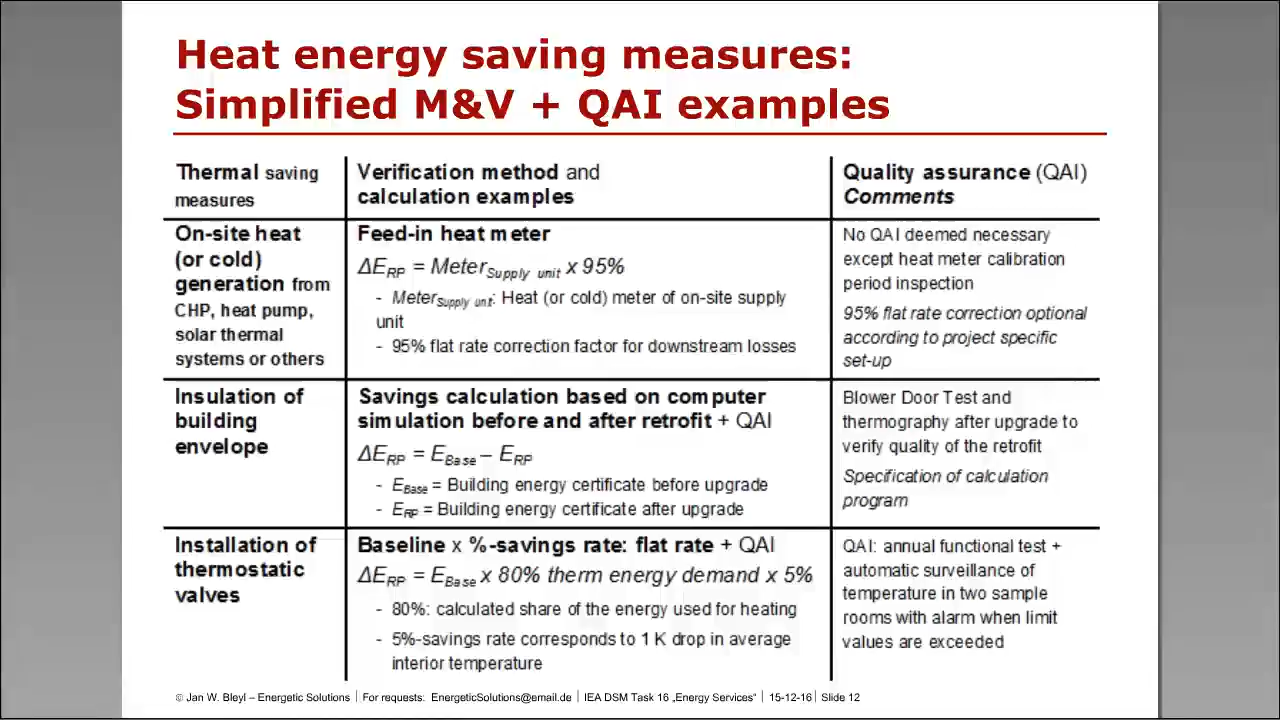 Heat energy saving measures:
Simplified M&V + QAI examples
Thermal saving
measures
Verification method and
calculation examples
Quality assurance (QAI)
Comments
On-site heat
(or cold)
generation from
CHP, heat pump,
solar thermal
systems or others
Feed-in heat meter
ΔE_RP = Meter_Supply unit x 95%
- Meter_Supply unit: Heat (or cold) meter of on-site supply
unit
- 95% flat rate correction factor for downstream losses
No QAI deemed necessary
except heat meter calibration
period inspection
95% flat rate correction optional
according to project specific
set-up
Insulation of
building
envelope
Savings calculation based on computer
simulation before and after retrofit + QAI
ΔE_RP = E_Base – E_RP
- E_Base = Building energy certificate before upgrade
- E_RP = Building energy certificate after upgrade
Blower Door Test and
thermography after upgrade to
verify quality of the retrofit
Specification of calculation
program
Installation of
thermostatic
valves
Baseline x %-savings rate: flat rate + QAI
ΔE_RP = E_Base x 80% therm energy demand x 5%
- 80%: calculated share of the energy used for heating
- 5%-savings rate corresponds to 1 K drop in average
interior temperature
QAI: annual functional test +
automatic surveillance of
temperature in two sample
rooms with alarm when limit
values are exceeded
© Jan W. Bleyl – Energetic Solutions | For requests: EnergeticSolutions@email.de | IEA DSM Task 16 „Energy Services“ | 15-12-16 | Slide 12